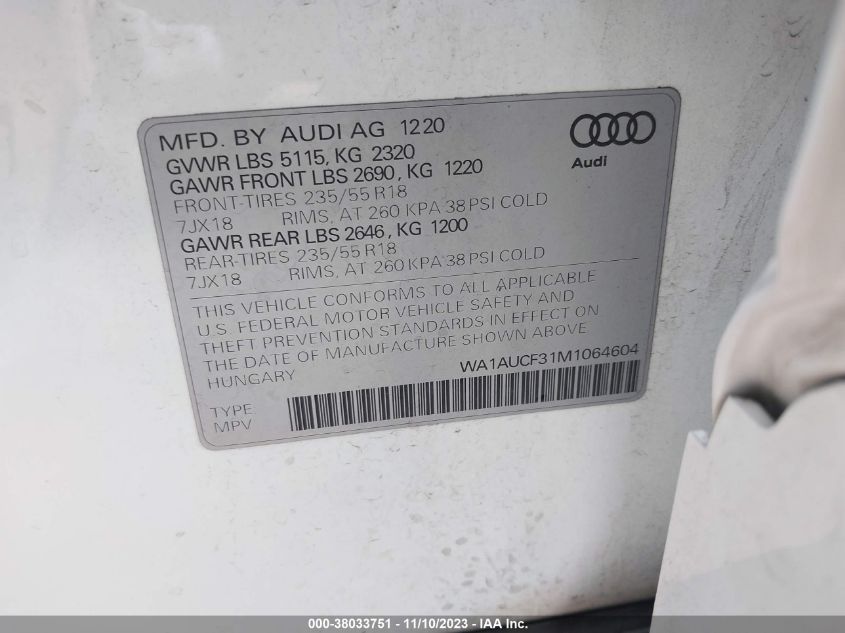 MFD. BY AUDI AG 1220
Audi
GVWR LBS 5115, KG 2320
GAWR FRONT LBS 2690, KG 1220
FRONT-TIRES 235/55 R18
7JX18 RIMS, AT 260 KPA 38 PSI COLD
GAWR REAR LBS 2646, KG 1200
REAR-TIRES 235/55 R18
7JX18 RIMS, AT 260 KPA 38 PSI COLD
THIS VEHICLE CONFORMS TO ALL APPLICABLE
U.S. FEDERAL MOTOR VEHICLE SAFETY AND
THEFT PREVENTION STANDARDS IN EFFECT ON
THE DATE OF MANUFACTURE SHOWN ABOVE
HUNGARY
WA1AUCF31M1064604
TYPE
MPV
000-38033751 - 11/10/2023 - IAA Inc.